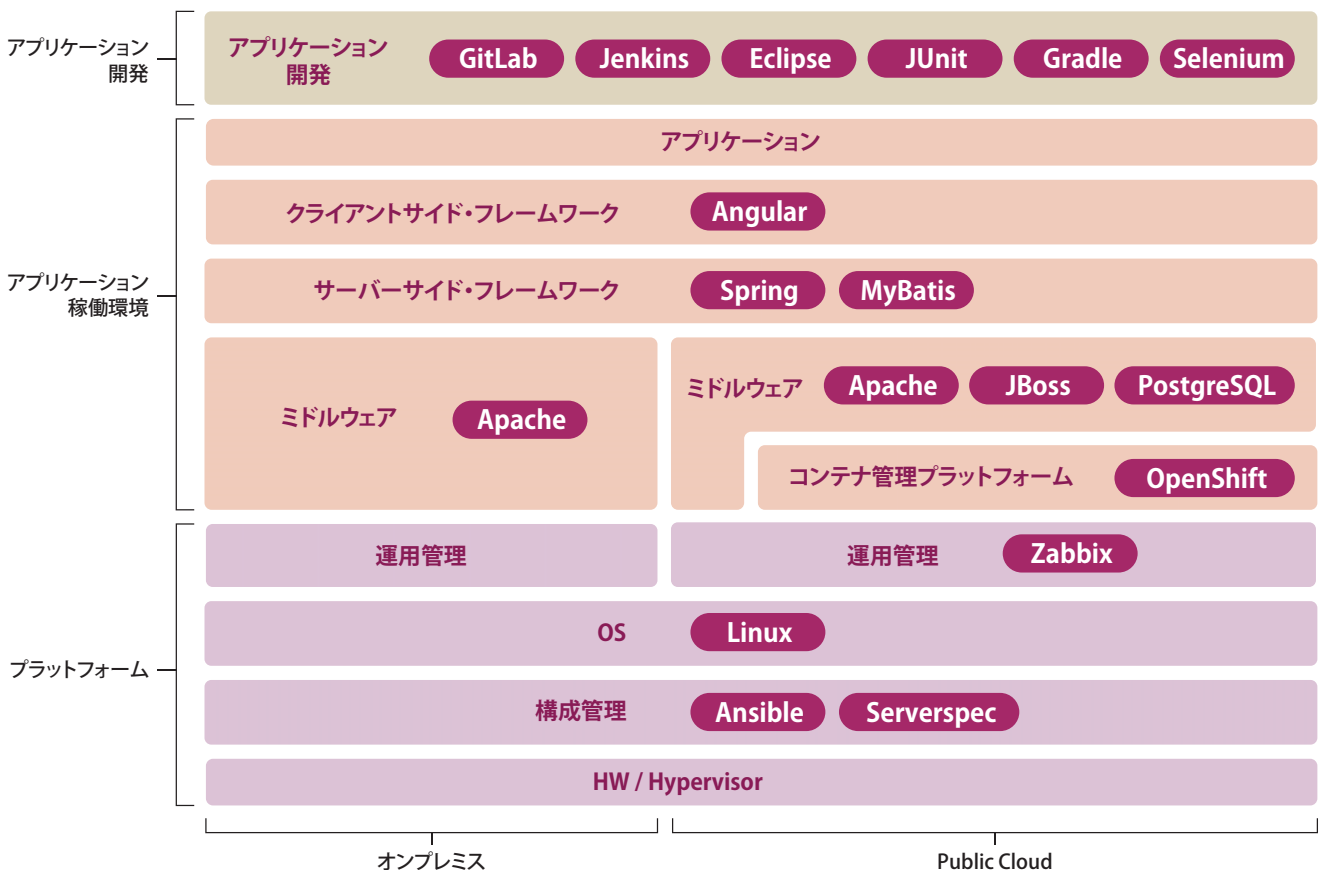 アプリケーション
開発
アプリケーション
開発
GitLab
Jenkins
Eclipse
JUnit
Gradle
Selenium
アプリケーション
稼働環境
アプリケーション
クライアントサイド・フレームワーク
Angular
サーバーサイド・フレームワーク
Spring
MyBatis
ミドルウェア
Apache
ミドルウェア
Apache
JBoss
PostgreSQL
コンテナ管理プラットフォーム
OpenShift
プラットフォーム
運用管理
運用管理
Zabbix
OS
Linux
構成管理
Ansible
Serverspec
HW / Hypervisor
オンプレミス
Public Cloud